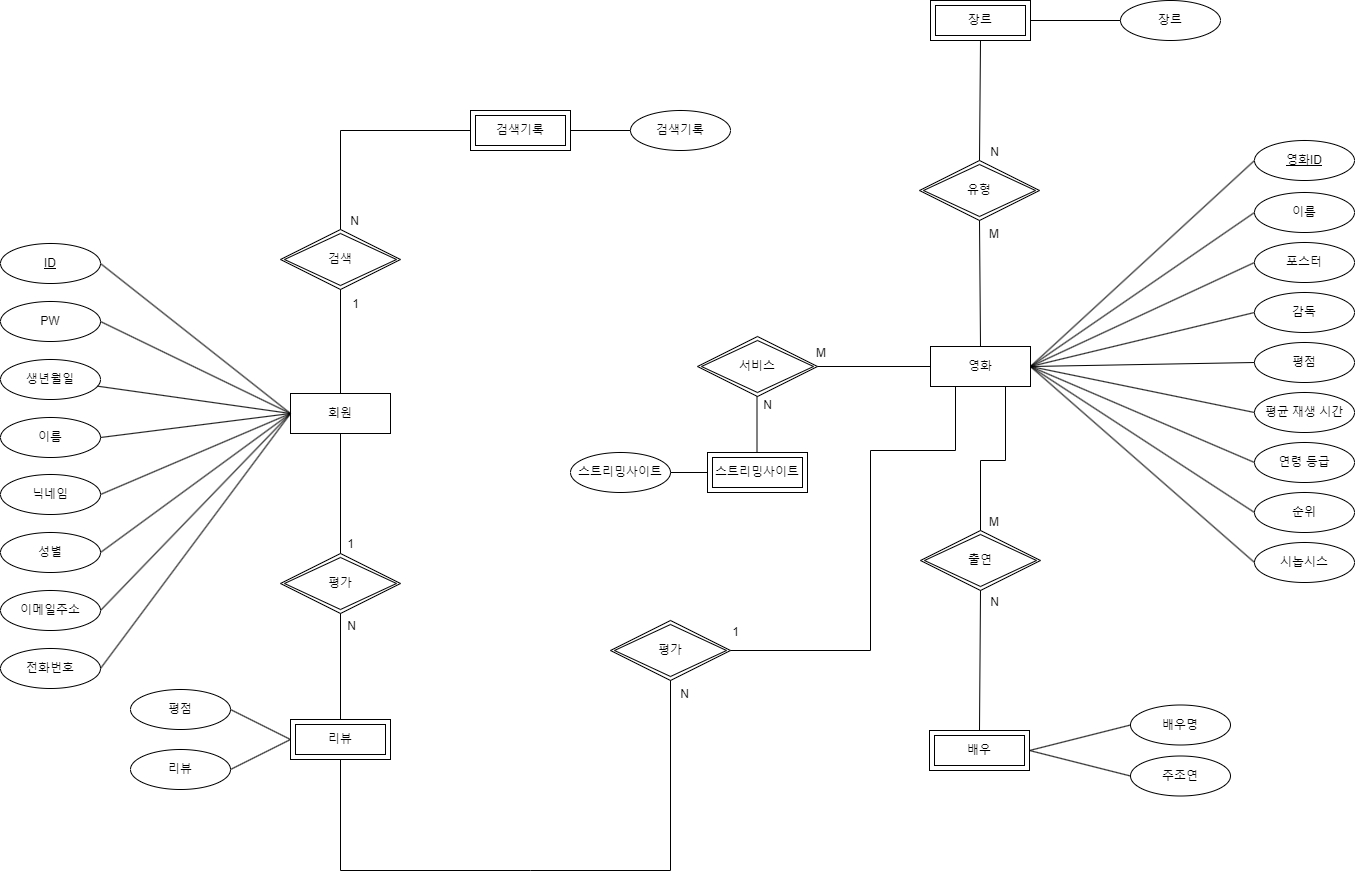 장르
장르
검색기록
검색기록
N
영화ID
유형
이름
N
M
검색
ID
포스터
1
감독
PW
서비스
M
영화
평점
생년월일
N
회원
평균 재생 시간
이름
스트리밍사이트
스트리밍사이트
연령 등급
닉네임
순위
M
1
성별
출연
시놉시스
평가
N
이메일주소
N
1
평가
전화번호
N
평점
리뷰
배우명
배우
리뷰
주조연